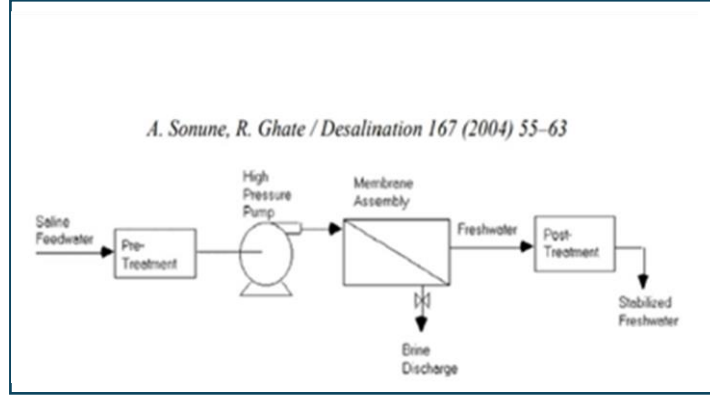 A. Sonune, R. Ghate / Desalination 167 (2004) 55–63
High
Pressure
Pump
Membrane
Assembly
Saline
Feedwater
Pre-
Treatment
Freshwater
Post-
Treatment
Stabilized
Freshwater
Brine
Discharge